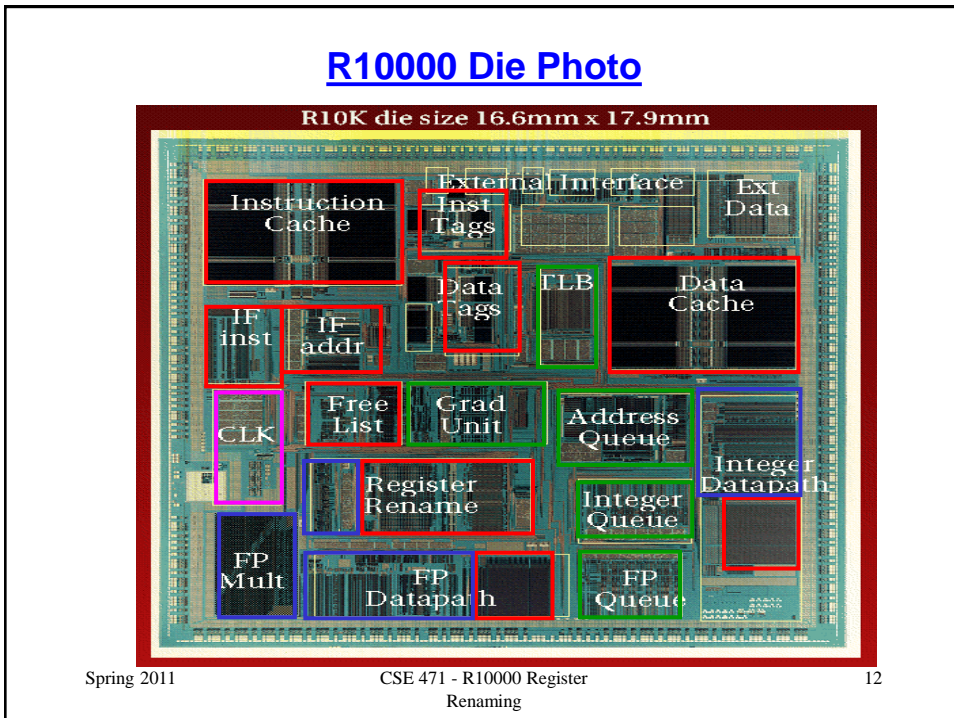 R10000 Die Photo
R10K die size 16.6mm x 17.9mm
External Interface
Instruction
Cache
Inst
Tags
Ext
Data
Data
Tags
TLB
Data
Cache
IF
inst
IF
addr
CLK
Free
List
Grad
Unit
Address
Queue
Integer
Datapath
Register
Rename
Integer
Queue
FP
Mult
FP
Datapath
FP
Queue
Spring 2011
CSE 471 - R10000 Register
Renaming
12